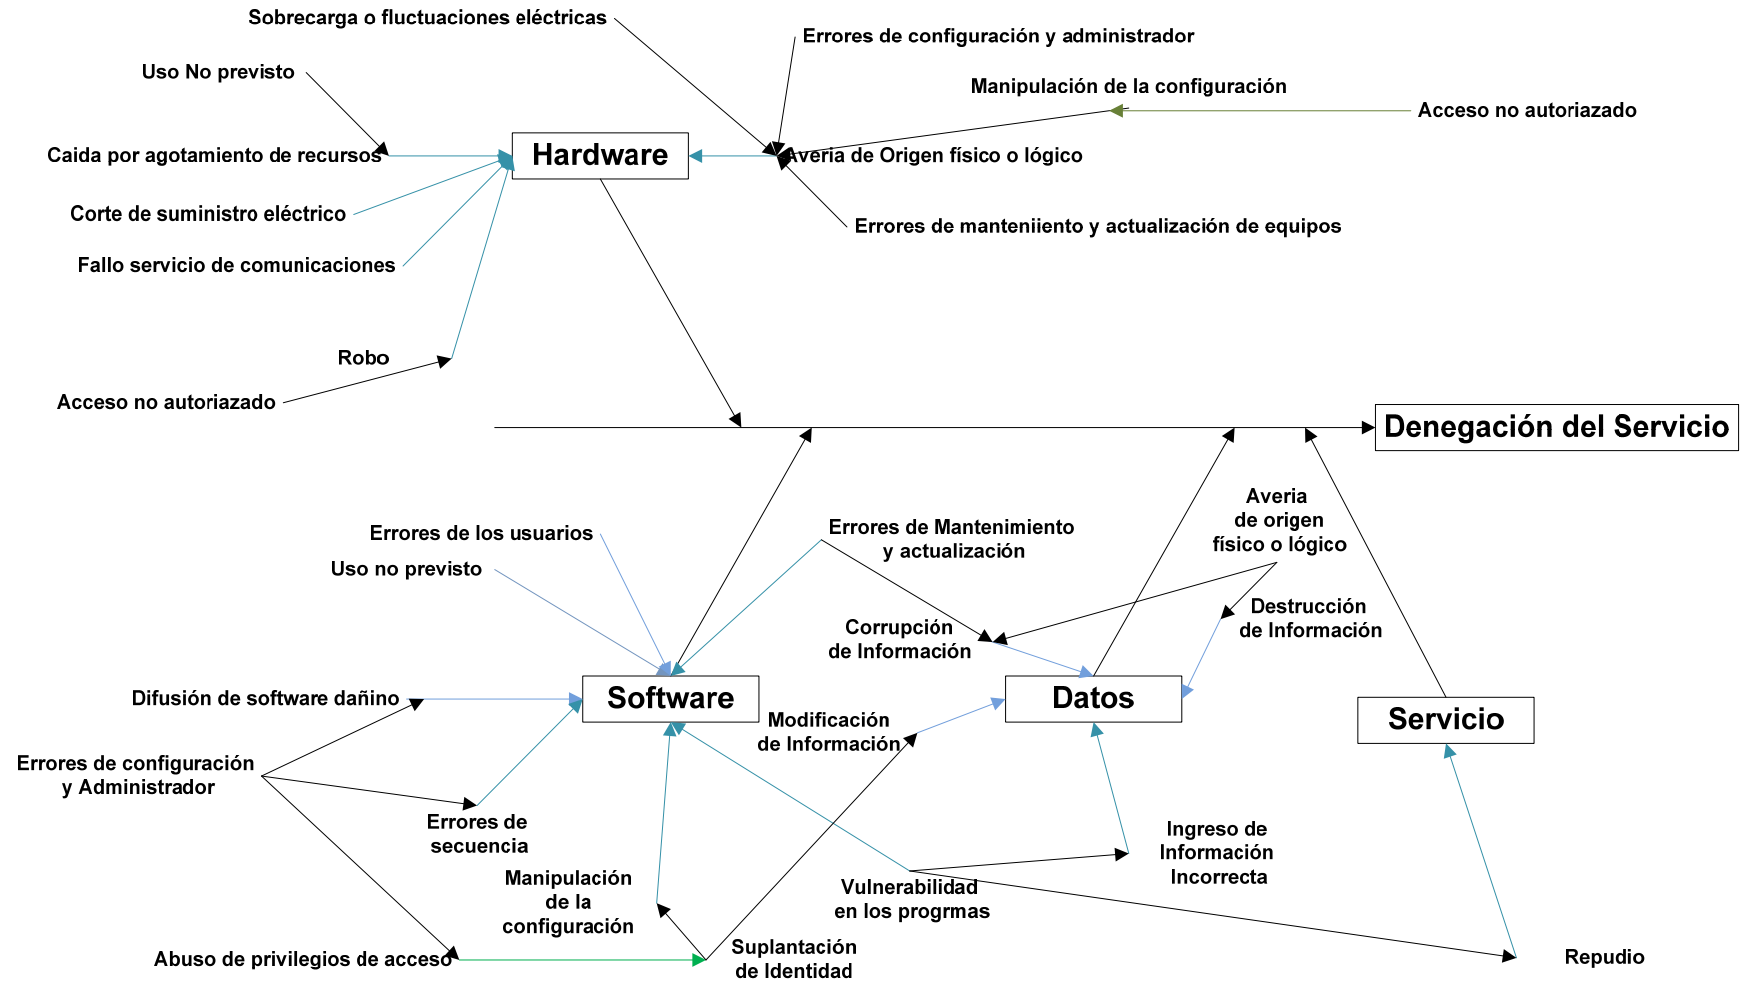 Sobrecarga o fluctuaciones eléctricas
Errores de configuración y administrador
Uso No previsto
Manipulación de la configuración
Acceso no autoriazado
Caida por agotamiento de recursos
Hardware
Averia de Origen físico o lógico
Corte de suministro eléctrico
Errores de manteniiento y actualización de equipos
Fallo servicio de comunicaciones
Robo
Acceso no autoriazado
Denegación del Servicio
Errores de los usuarios
Uso no previsto
Errores de Mantenimiento
y actualización
Averia
de origen
físico o lógico
Corrupción
de Información
Destrucción
de Información
Difusión de software dañino
Software
Modificación
de Información
Datos
Servicio
Errores de configuración
y Administrador
Errores de
secuencia
Manipulación
de la
configuración
Vulnerabilidad
en los progrmas
Ingreso de
Información
Incorrecta
Abuso de privilegios de acceso
Suplantación
de Identidad
Repudio